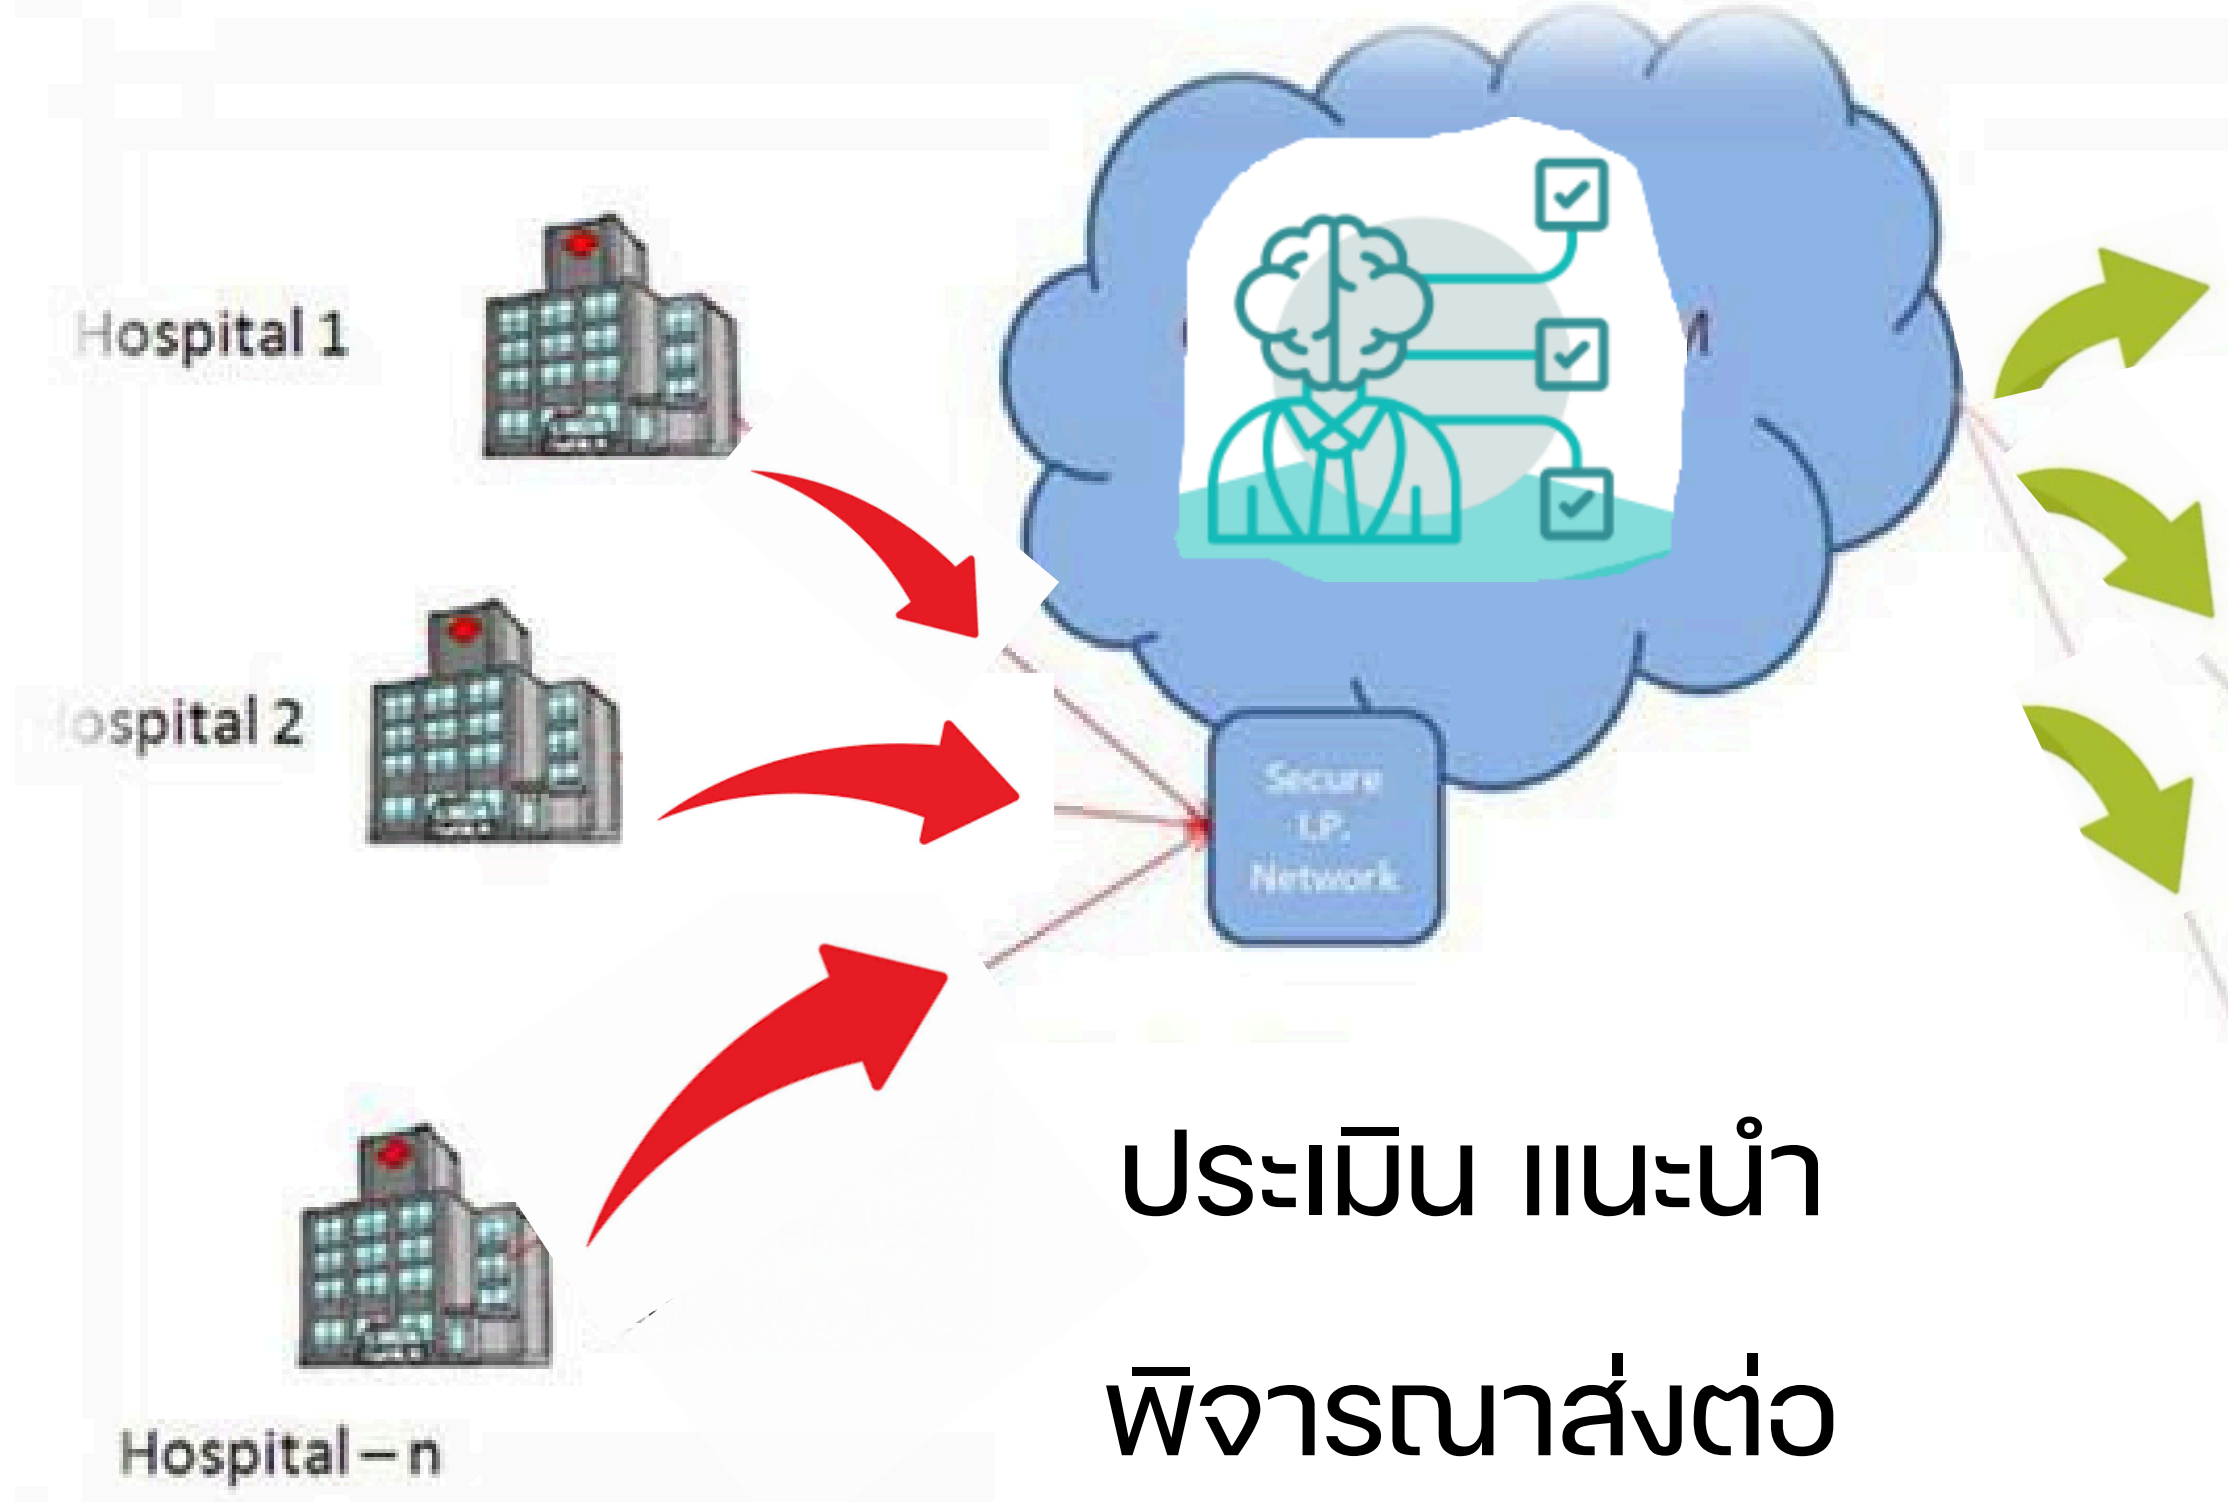 Hospital 1
Hospital 2
Secure
I.P.
Network
ประเมิน แนะนำ
พิจารณาส่งต่อ
Hospital – n